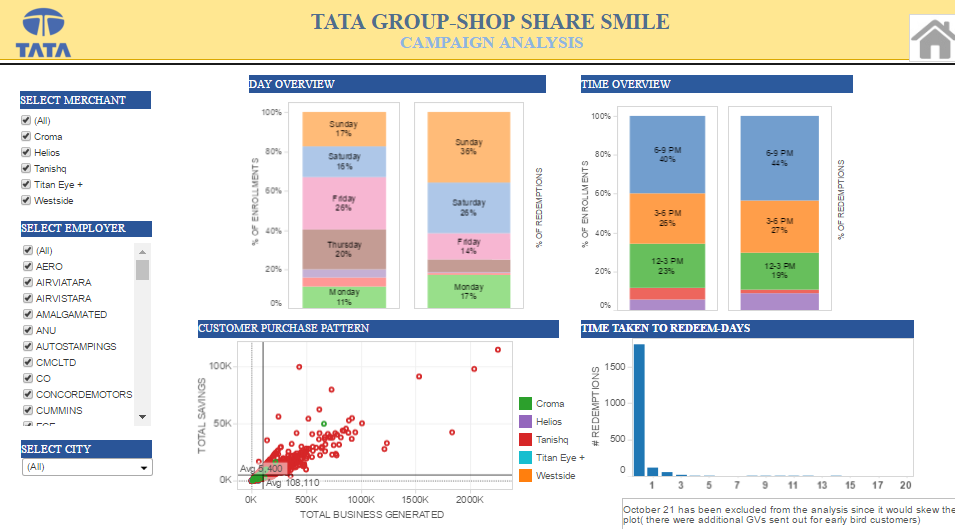 TATA GROUP-SHOP SHARE SMILE
CAMPAIGN ANALYSIS
TATA
SELECT MERCHANT
(All)
Croma
Helios
Tanishq
Titan Eye +
Westside
SELECT EMPLOYER
(All)
AERO
AIRVIATARA
AIRVISTARA
AMALGAMATED
ANU
AUTOSTAMPINGS
CMCLTD
CO
CONCORDEMOTORS
CUMMINS
SELECT CITY
(All)
DAY OVERVIEW
% OF ENROLLMENTS
100%
80%
60%
40%
20%
0%
Sunday
17%
Saturday
16%
Friday
26%
Thursday
20%
Monday
11%
Sunday
36%
Saturday
26%
Friday
14%
Monday
17%
% OF REDEMPTIONS
TIME OVERVIEW
% OF ENROLLMENTS
100%
80%
60%
40%
20%
0%
6-9 PM
40%
3-6 PM
26%
12-3 PM
23%
6-9 PM
44%
3-6 PM
27%
12-3 PM
19%
% OF REDEMPTIONS
CUSTOMER PURCHASE PATTERN
TOTAL SAVINGS
100K
50K
0K
Avg 5,400
Avg 108,110
0K 500K 1000K 1500K 2000K
TOTAL BUSINESS GENERATED
Croma
Helios
Tanishq
Titan Eye +
Westside
TIME TAKEN TO REDEEM-DAYS
# REDEMPTIONS
1500
1000
500
0
1 3 5 7 9 11 13 15 17 20
October 21 has been excluded from the analysis since it would skew the
plot( there were additional GVs sent out for early bird customers)